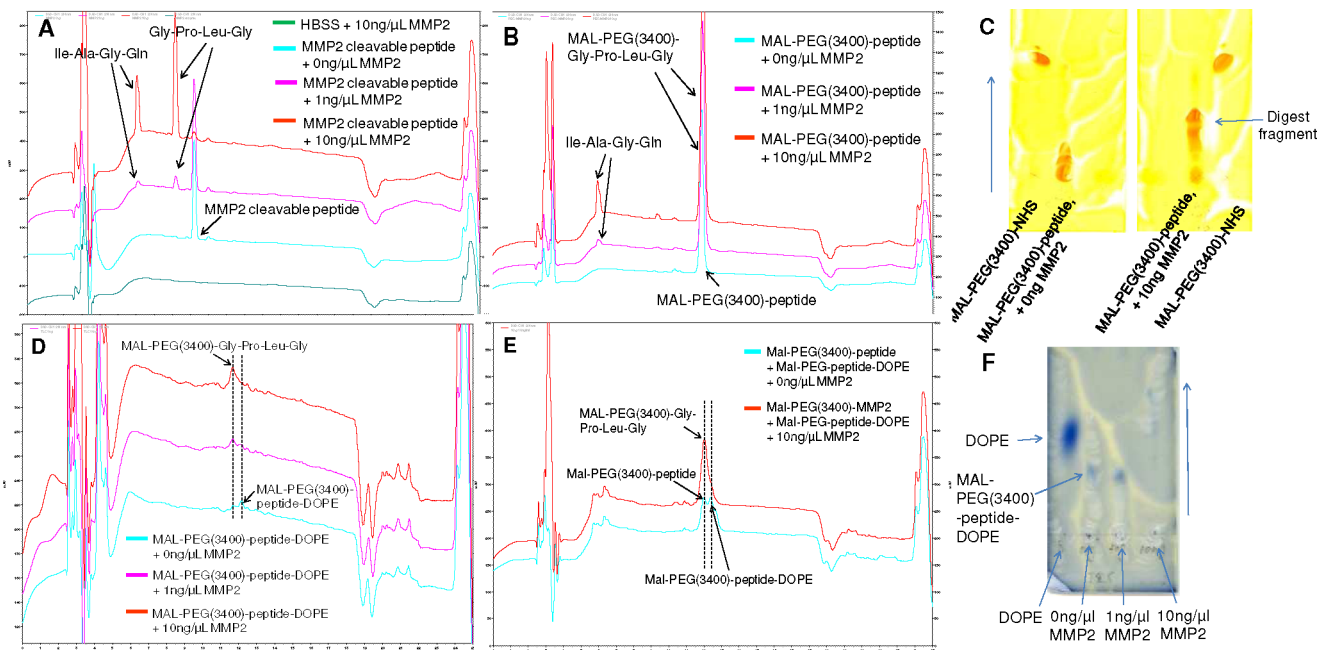 A
Gly-Pro-Leu-Gly
Ile-Ala-Gly-Gln
HBSS + 10ng/µL MMP2
MMP2 cleavable peptide
+ 0ng/µL MMP2
MMP2 cleavable peptide
+ 1ng/µL MMP2
MMP2 cleavable peptide
+ 10ng/µL MMP2
MMP2 cleavable peptide
B
MAL-PEG(3400)-
Gly-Pro-Leu-Gly
Ile-Ala-Gly-Gln
MAL-PEG(3400)-peptide
+ 0ng/µL MMP2
MAL-PEG(3400)-peptide
+ 1ng/µL MMP2
MAL-PEG(3400)-peptide
+ 10ng/µL MMP2
MAL-PEG(3400)-peptide
C
Digest
fragment
MAL-PEG(3400)-NHS
MAL-PEG(3400)-peptide,
+ 0ng MMP2
MAL-PEG(3400)-peptide,
+ 10ng MMP2
MAL-PEG(3400)-NHS
D
MAL-PEG(3400)-Gly-Pro-Leu-Gly
MAL-PEG(3400)-
peptide-DOPE
MAL-PEG(3400)-peptide-DOPE
+ 0ng/µL MMP2
MAL-PEG(3400)-peptide-DOPE
+ 1ng/µL MMP2
MAL-PEG(3400)-peptide-DOPE
+ 10ng/µL MMP2
E
Mal-PEG(3400)-peptide
+ Mal-PEG-peptide-DOPE
+ 0ng/µL MMP2
Mal-PEG(3400)-MMP2
+ Mal-PEG-peptide-DOPE
+ 10ng/µL MMP2
MAL-PEG(3400)-Gly-
Pro-Leu-Gly
Mal-PEG(3400)-peptide
Mal-PEG(3400)-peptide-DOPE
F
DOPE
MAL-
PEG(3400)
-peptide-
DOPE
DOPE 0ng/µl 1ng/µl 10ng/µl
MMP2 MMP2 MMP2